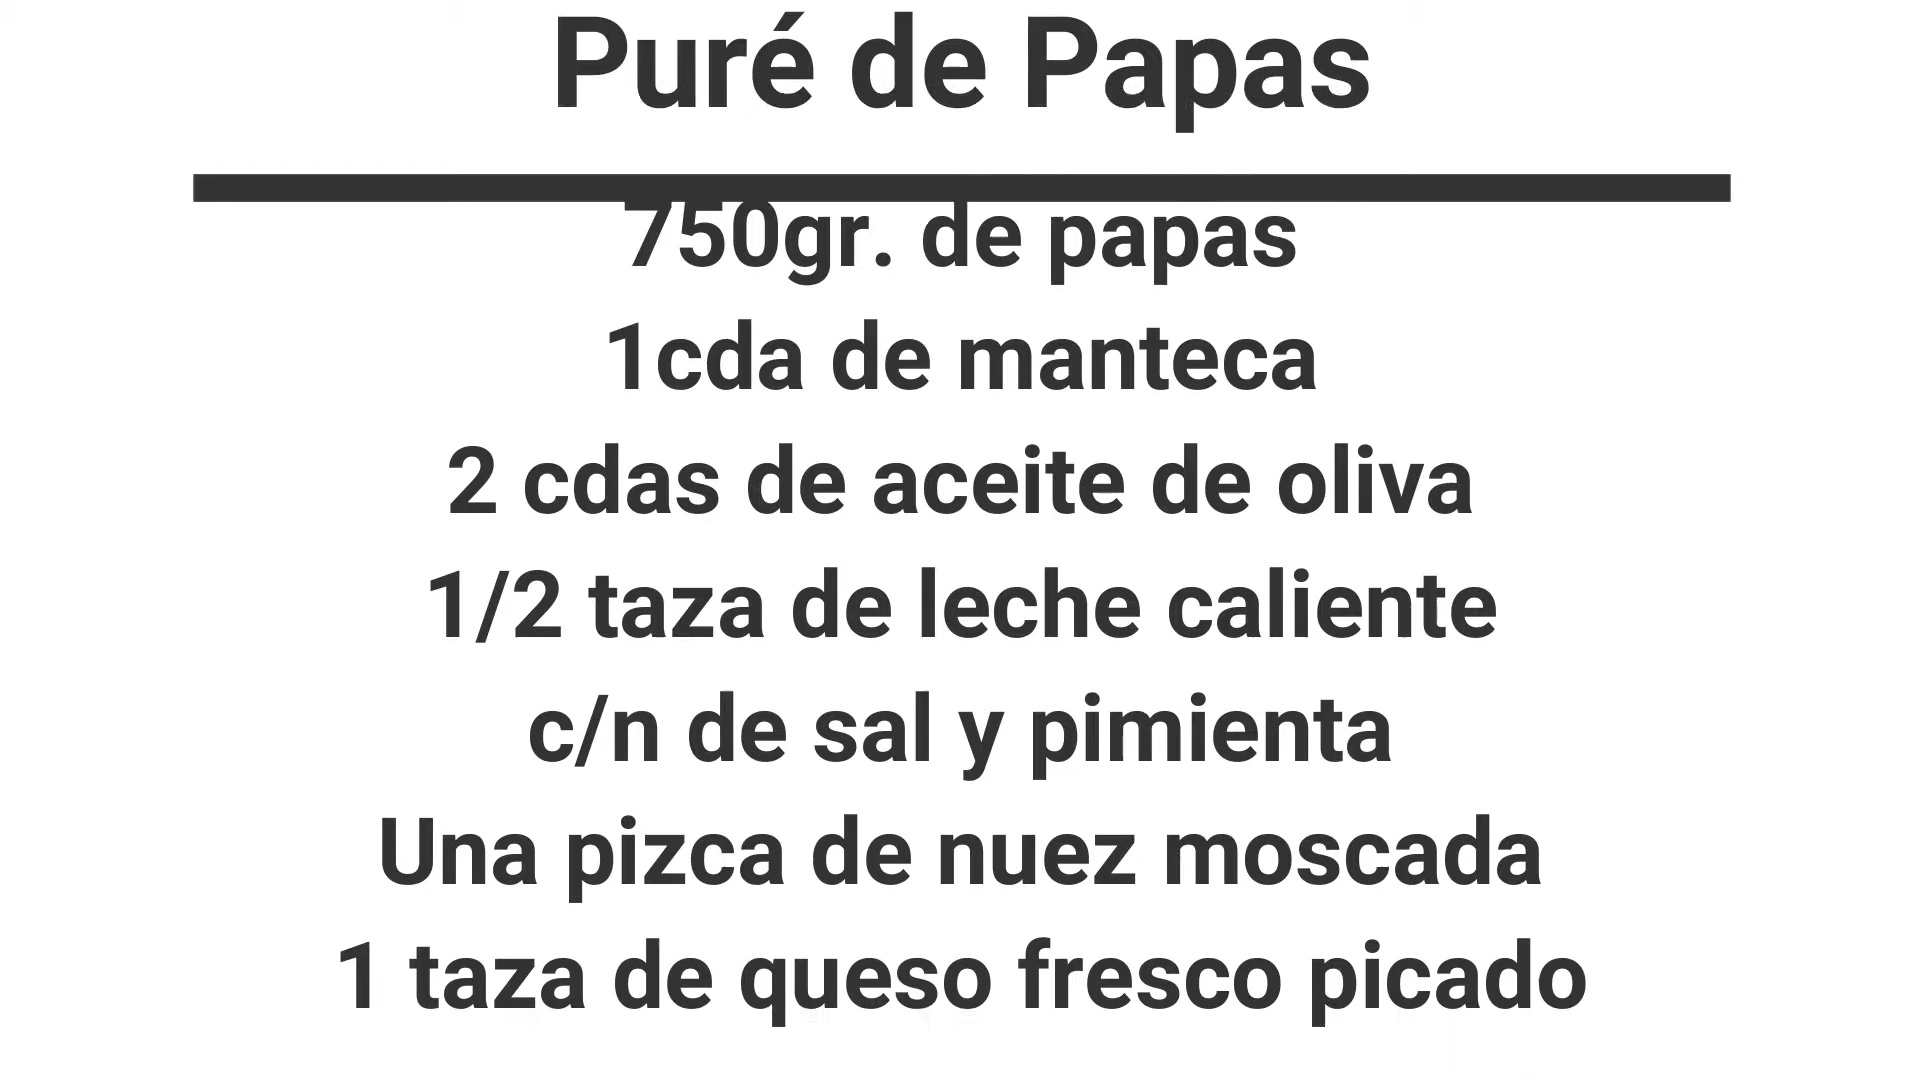 Puré de Papas
750gr. de papas
1cda de manteca
2 cdas de aceite de oliva
1/2 taza de leche caliente
c/n de sal y pimienta
Una pizca de nuez moscada
1 taza de queso fresco picado